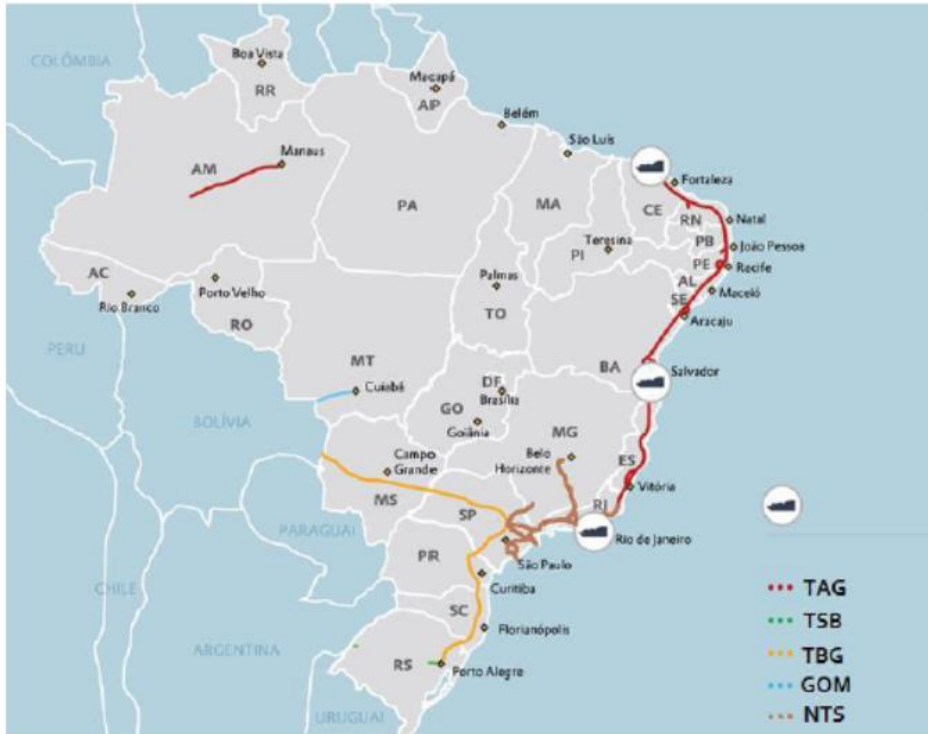 COLÔMBIA
Boa Vista
RR
Macapá
AP
Belém
São Luís
Fortaleza
AM
Manaus
PA
MA
CE
RN
Natal
PB
João Pessoa
PI
Teresina
PE
Recife
AL
Maceió
SE
Aracaju
AC
Rio Branco
Porto Velho
RO
Palmas
TO
PERU
MT
Cuiabá
BA
Salvador
DF
Brasília
GO
Goiânia
BOLÍVIA
MG
Belo
Horizonte
ES
Vitória
Campo
Grande
MS
SP
RJ
Rio de Janeiro
PARAGUAI
São Paulo
PR
Curitiba
CHILE
SC
Florianópolis
ARGENTINA
RS
Porto Alegre
URUGUAI
TAG
TSB
TBG
GOM
NTS